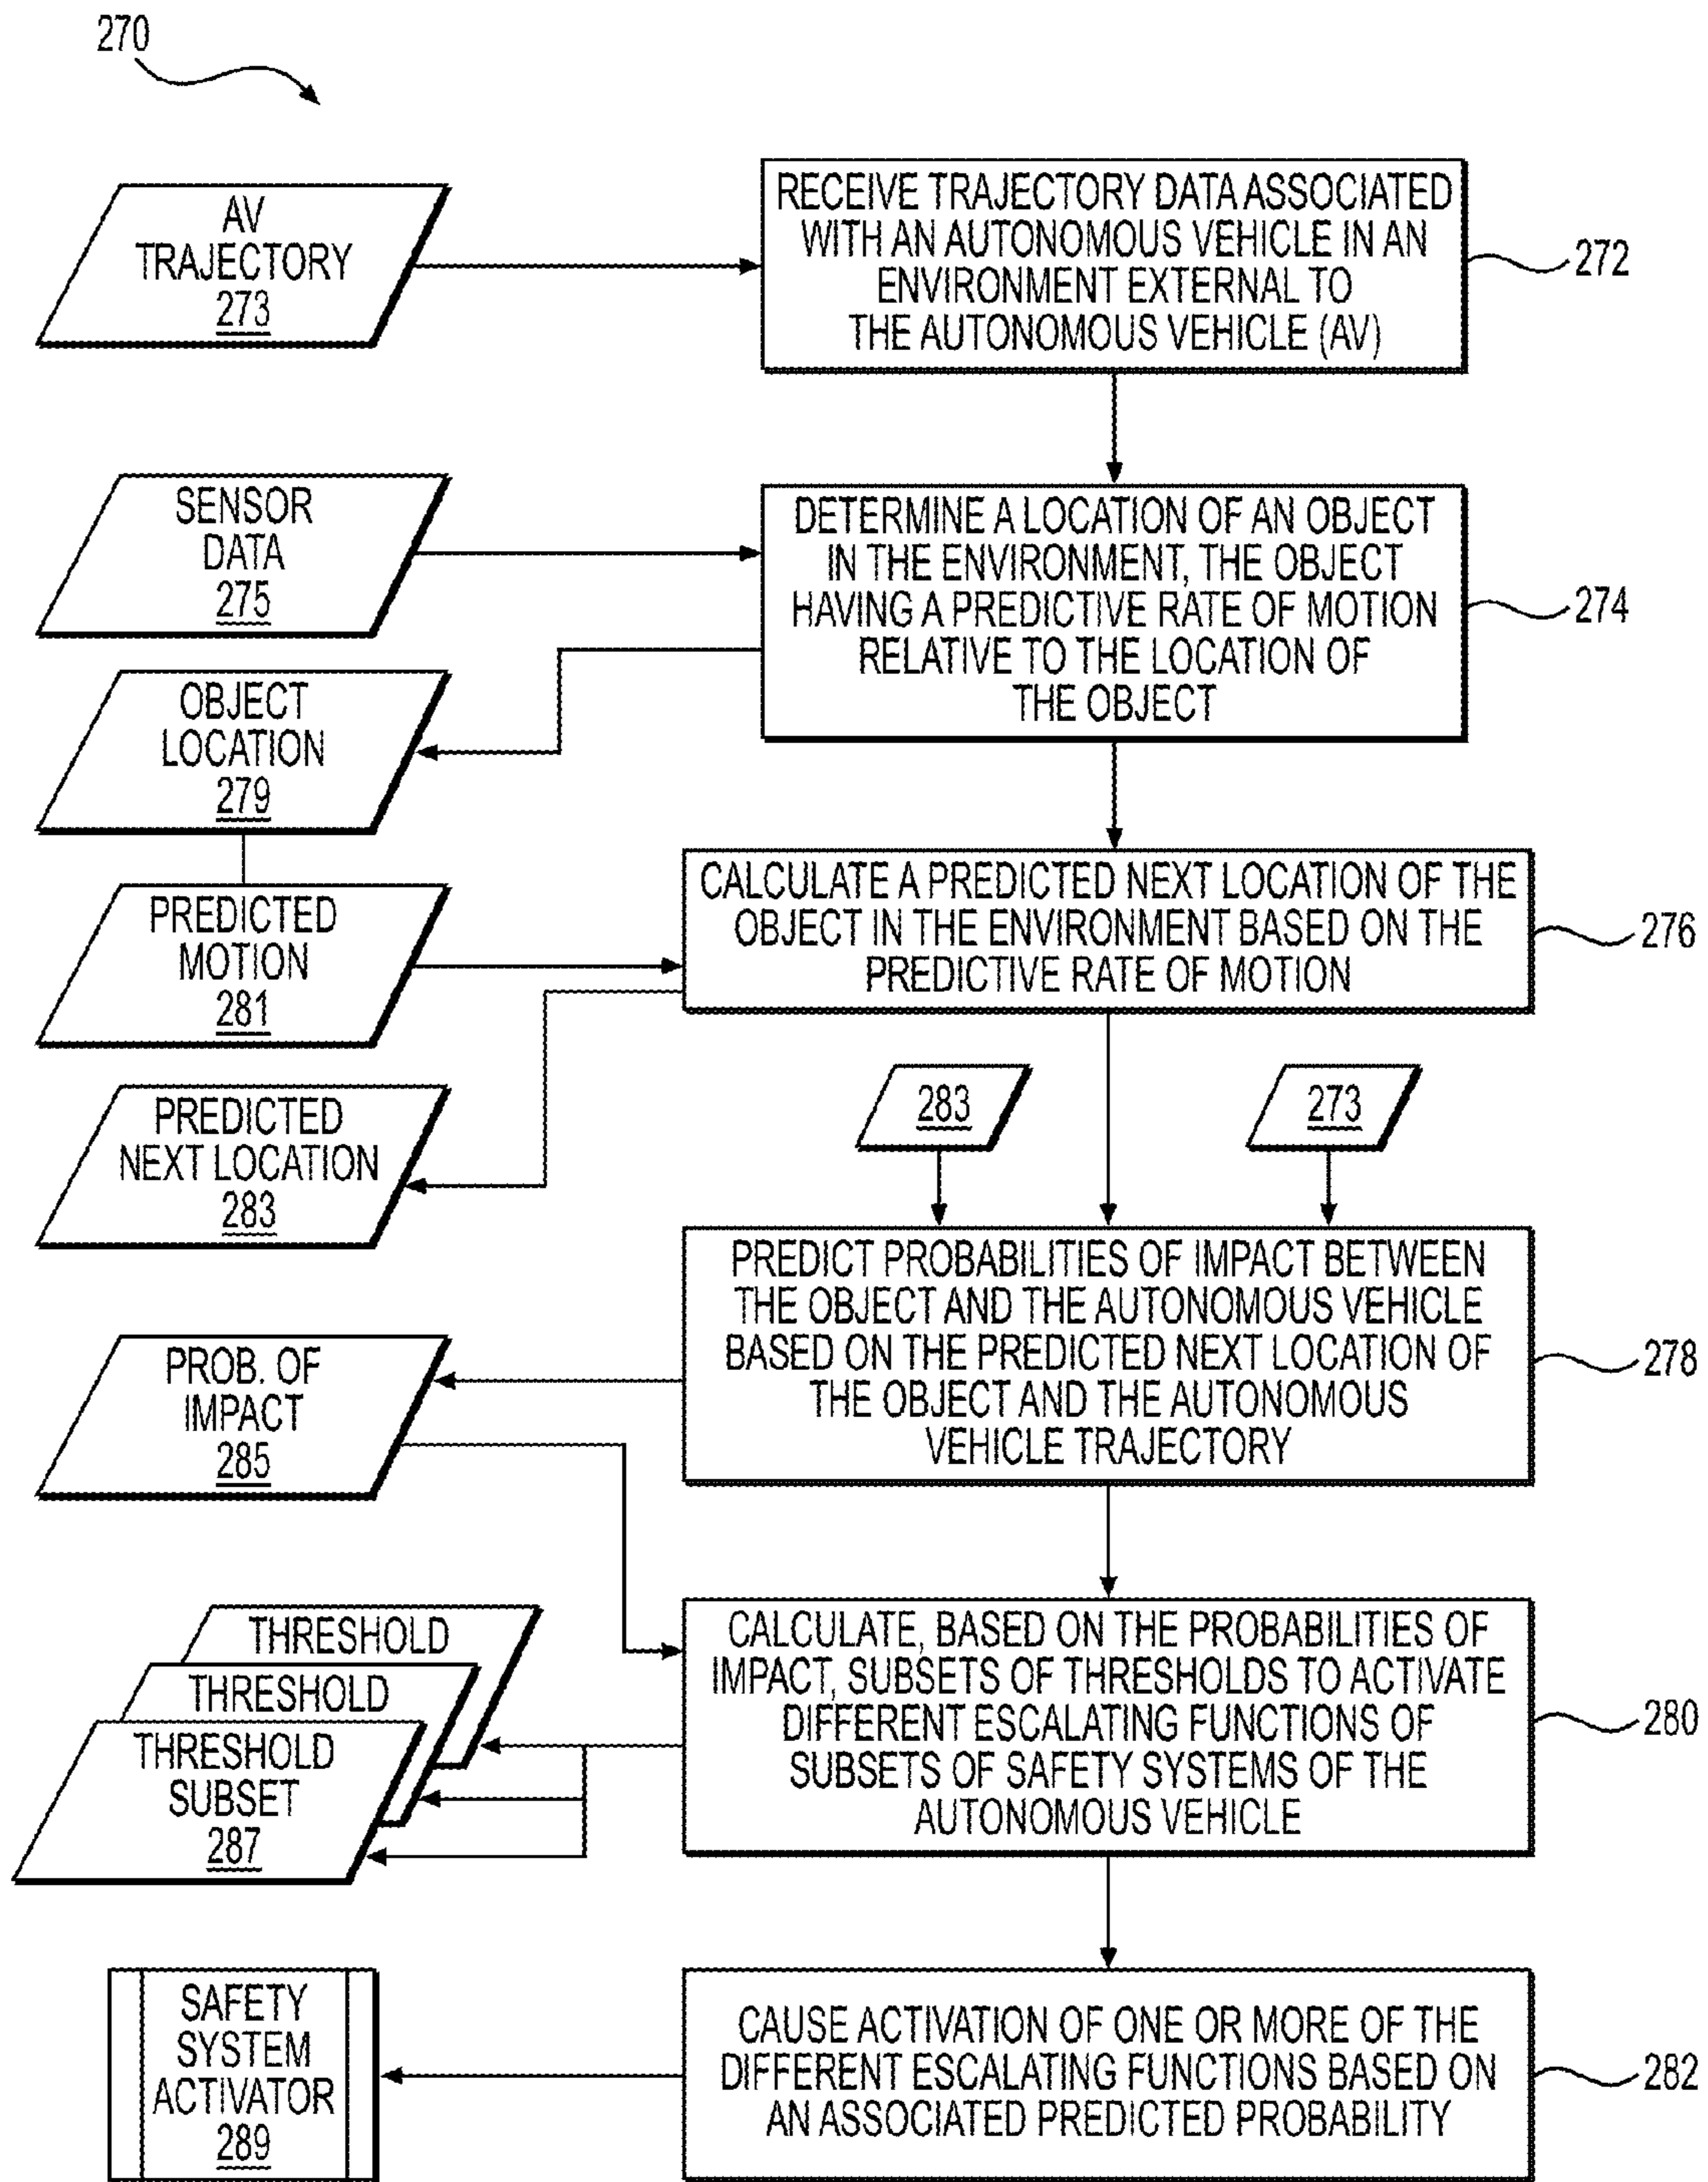 270
AV
TRAJECTORY
273
RECEIVE TRAJECTORY DATA ASSOCIATED
WITH AN AUTONOMOUS VEHICLE IN AN
ENVIRONMENT EXTERNAL TO
THE AUTONOMOUS VEHICLE (AV)
272
SENSOR
DATA
275
DETERMINE A LOCATION OF AN OBJECT
IN THE ENVIRONMENT, THE OBJECT
HAVING A PREDICTIVE RATE OF MOTION
RELATIVE TO THE LOCATION OF
THE OBJECT
274
OBJECT
LOCATION
279
PREDICTED
MOTION
281
CALCULATE A PREDICTED NEXT LOCATION OF THE
OBJECT IN THE ENVIRONMENT BASED ON THE
PREDICTIVE RATE OF MOTION
276
PREDICTED
NEXT LOCATION
283
283
273
PREDICT PROBABILITIES OF IMPACT BETWEEN
THE OBJECT AND THE AUTONOMOUS VEHICLE
BASED ON THE PREDICTED NEXT LOCATION OF
THE OBJECT AND THE AUTONOMOUS
VEHICLE TRAJECTORY
278
PROB. OF
IMPACT
285
THRESHOLD
THRESHOLD
THRESHOLD
SUBSET
287
CALCULATE, BASED ON THE PROBABILITIES OF
IMPACT, SUBSETS OF THRESHOLDS TO ACTIVATE
DIFFERENT ESCALATING FUNCTIONS OF
SUBSETS OF SAFETY SYSTEMS OF THE
AUTONOMOUS VEHICLE
280
SAFETY
SYSTEM
ACTIVATOR
289
CAUSE ACTIVATION OF ONE OR MORE OF THE
DIFFERENT ESCALATING FUNCTIONS BASED ON
AN ASSOCIATED PREDICTED PROBABILITY
282